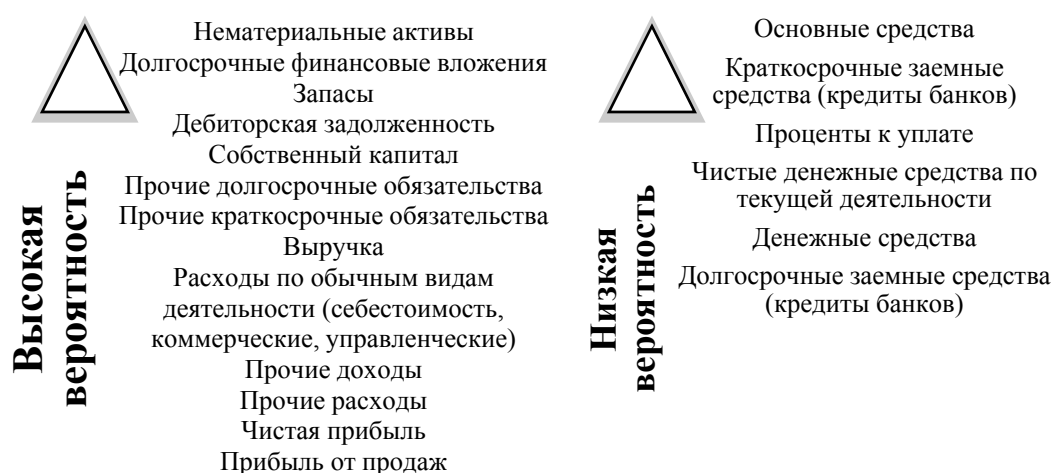 Высокая
вероятность
Нематериальные активы
Долгосрочные финансовые вложения
Запасы
Дебиторская задолженность
Собственный капитал
Прочие долгосрочные обязательства
Прочие краткосрочные обязательства
Выручка
Расходы по обычным видам
деятельности (себестоимость,
коммерческие, управленческие)
Прочие доходы
Прочие расходы
Чистая прибыль
Прибыль от продаж
Низкая
вероятность
Основные средства
Краткосрочные заемные
средства (кредиты банков)
Проценты к уплате
Чистые денежные средства по
текущей деятельности
Денежные средства
Долгосрочные заемные средства
(кредиты банков)